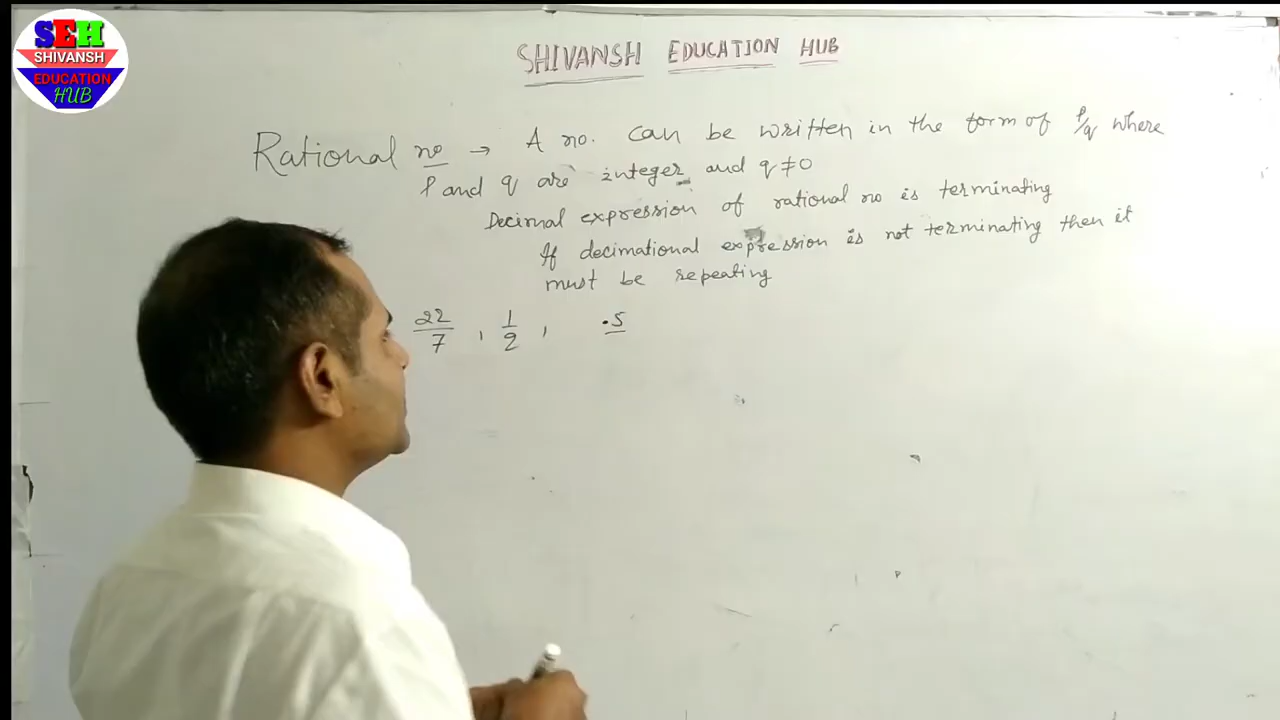 SEH
SHIVANSH
EDUCATION
HUB
SHIVANSH EDUCATION HUB
Rational no → A no. can be written in the form of P/q where
P and q are integer and q ≠ 0
Decimal expression of rational no is terminating
If decimational expression is not terminating then it
must be repeating
22/7 , 1/2 , .5